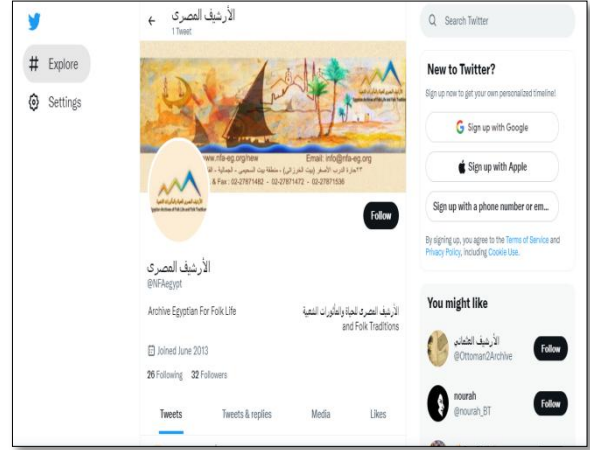 الأرشيف المصرى
1 Tweet
Search Twitter
Explore
Settings
www.nfa-eg.org/new
Email: info@nfa-eg.org
& Fax : 02-27871482 - 02-27871472 - 02-27871536
Follow
الأرشيف المصرى
@NFAegypt
Archive Egyptian For Folk Life
الأرشيف المصرى للحياة والمأثورات الشعبية
and Folk Traditions
Joined June 2013
26 Following 32 Followers
Tweets Tweets & replies Media Likes
New to Twitter?
Sign up now to get your own personalized timeline!
Sign up with Google
Sign up with Apple
Sign up with a phone number or em...
By signing up, you agree to the Terms of Service and
Privacy Policy, including Cookie Use.
You might like
الأرشيف العثماني
@Ottoman2Archive
Follow
nourah
@nourah_BT
Follow